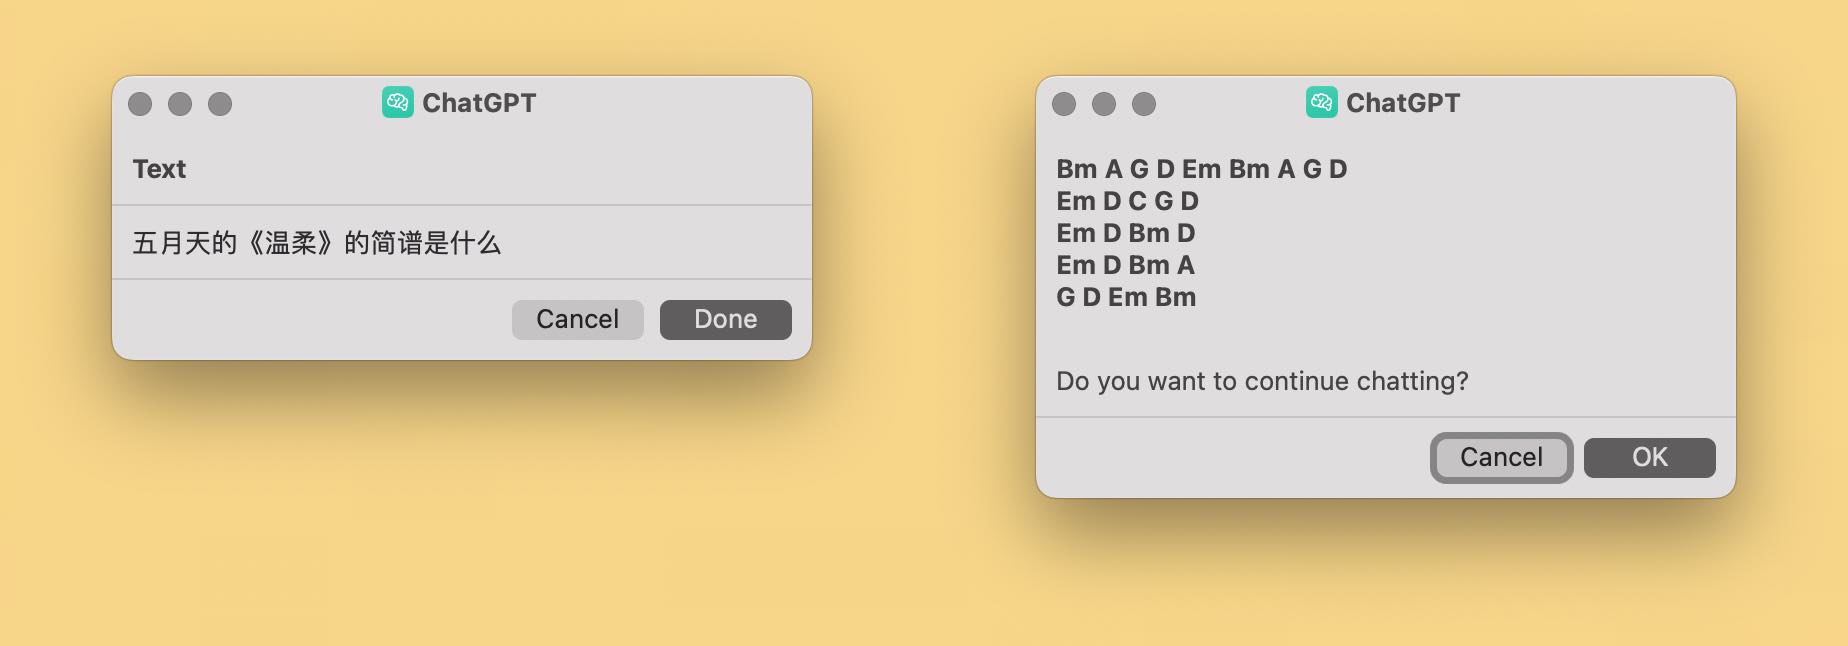 ChatGPT
Text
五月天的《温柔》的简谱是什么
Cancel
Done
ChatGPT
Bm A G D Em Bm A G D
Em D C G D
Em D Bm D
Em D Bm A
G D Em Bm
Do you want to continue chatting?
Cancel
OK